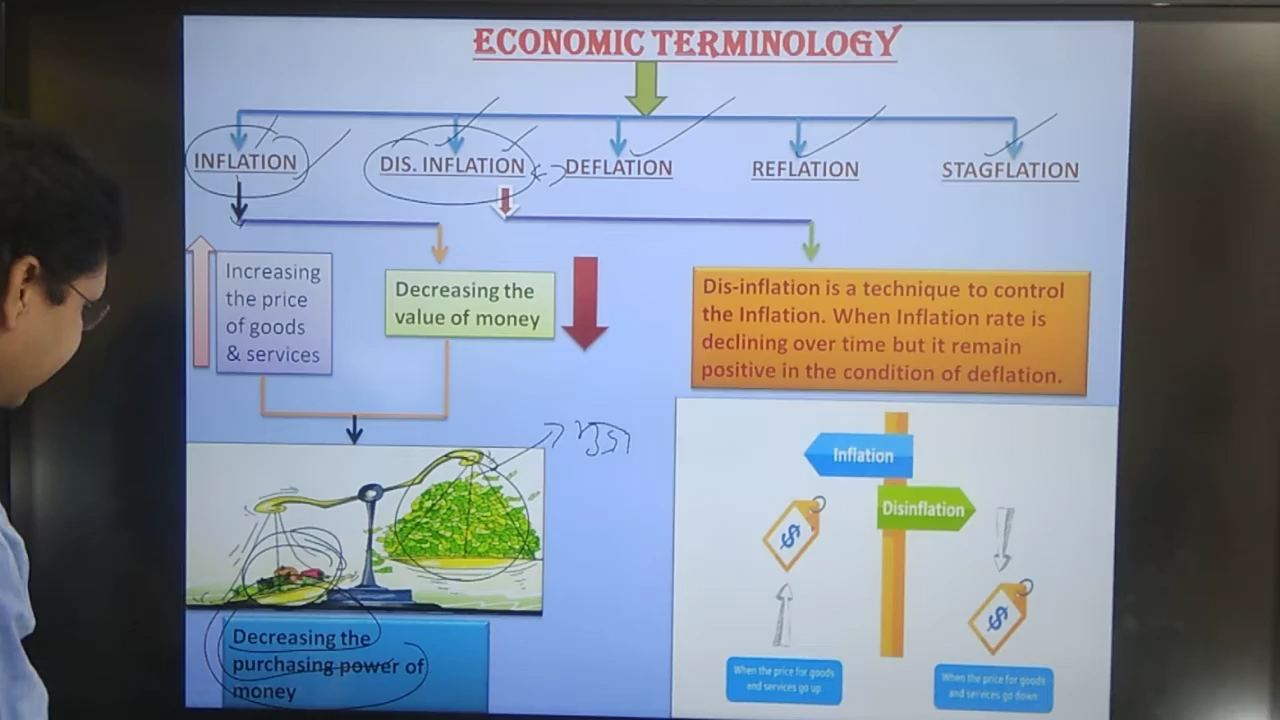 ECONOMIC TERMINOLOGY
INFLATION
DIS. INFLATION
DEFLATION
REFLATION
STAGFLATION
Increasing
the price
of goods
& services
Decreasing the
value of money
Dis-inflation is a technique to control
the Inflation. When Inflation rate is
declining over time but it remain
positive in the condition of deflation.
Decreasing the
purchasing power of
money
Inflation
Disinflation
$
$
When the price for goods
and services go up
When the price for goods
and services go down